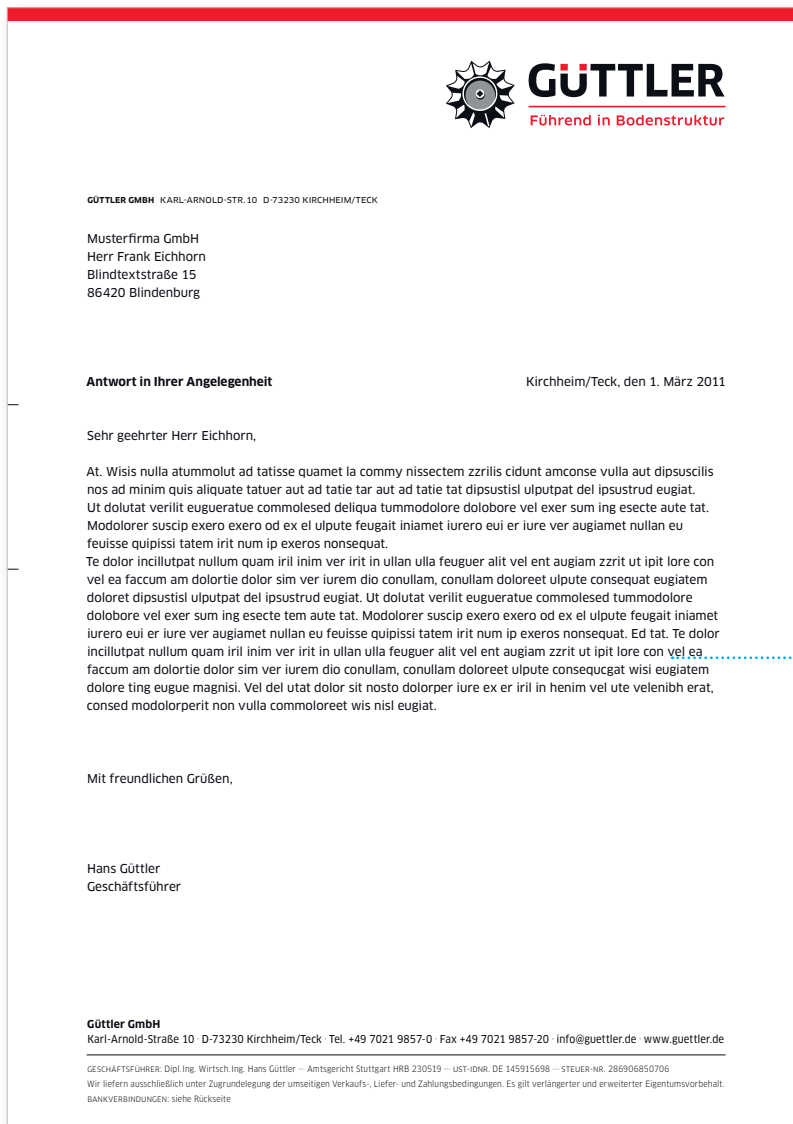 GÜTTLER
Führend in Bodenstruktur
GÜTTLER GMBH KARL-ARNOLD-STR. 10 D-73230 KIRCHHEIM/TECK
Musterfirma GmbH
Herr Frank Eichhorn
Blindtextstraße 15
86420 Blindenburg
Antwort in Ihrer Angelegenheit Kirchheim/Teck, den 1. März 2011
Sehr geehrter Herr Eichhorn,
At. Wisis nulla atummolut ad tatisse quamet la commy nissectem zzrilis cidunt amconse vulla aut dipsuscilis
nos ad minim quis aliquate tatuer aut ad tatie tar aut ad tatie tat dipsustisl ulputpat del ipsustrud eugiat.
Ut dolutat verilit eugueratue commolesed deliqua tummodolore dolobore vel exer sum ing esecte aute tat.
Modolorer suscip exero exero od ex el ulpute feugait iniamet iurero eui er iure ver augiamet nullan eu
feuisse quipissi tatem irit num ip exeros nonsequat.
Te dolor incillutpat nullum quam iril inim ver irit in ullan ulla feuguer alit vel ent augiam zzrit ut ipit lore con
vel ea faccum am dolortie dolor sim ver iurem dio conullam, conullam doloreet ulpute consequat eugiatem
doloret dipsustisl ulputpat del ipsustrud eugiat. Ut dolutat verilit eugueratue commolesed tummodolore
dolobore vel exer sum ing esecte tem aute tat. Modolorer suscip exero exero od ex el ulpute feugait iniamet
iurero eui er iure ver augiamet nullan eu feuisse quipissi tatem irit num ip exeros nonsequat. Ed tat. Te dolor
incillutpat nullum quam iril inim ver irit in ullan ulla feuguer alit vel ent augiam zzrit ut ipit lore con vel ea
faccum am dolortie dolor sim ver iurem dio conullam, conullam doloreet ulpute consequcgat wisi eugiatem
dolore ting eugue magnisi. Vel del utat dolor sit nosto dolorper iure ex er iril in henim vel ute velenibh erat,
consed modolorperit non vulla commoloreet wis nisl eugiat.
Mit freundlichen Grüßen,
Hans Güttler
Geschäftsführer
Güttler GmbH
Karl-Arnold-Straße 10 · D-73230 Kirchheim/Teck · Tel. +49 7021 9857-0 · Fax +49 7021 9857-20 · info@guettler.de · www.guettler.de
GESCHÄFTSFÜHRER: Dipl. Ing. Wirtsch. Ing. Hans Güttler ··· Amtsgericht Stuttgart HRB 230519 ··· UST-IDNR. DE 145915698 ··· STEUER-NR. 286906850706
Wir liefern ausschließlich unter Zugrundelegung der umseitigen Verkaufs-, Liefer- und Zahlungsbedingungen. Es gilt verlängerter und erweiterter Eigentumsvorbehalt.
BANKVERBINDUNGEN: siehe Rückseite